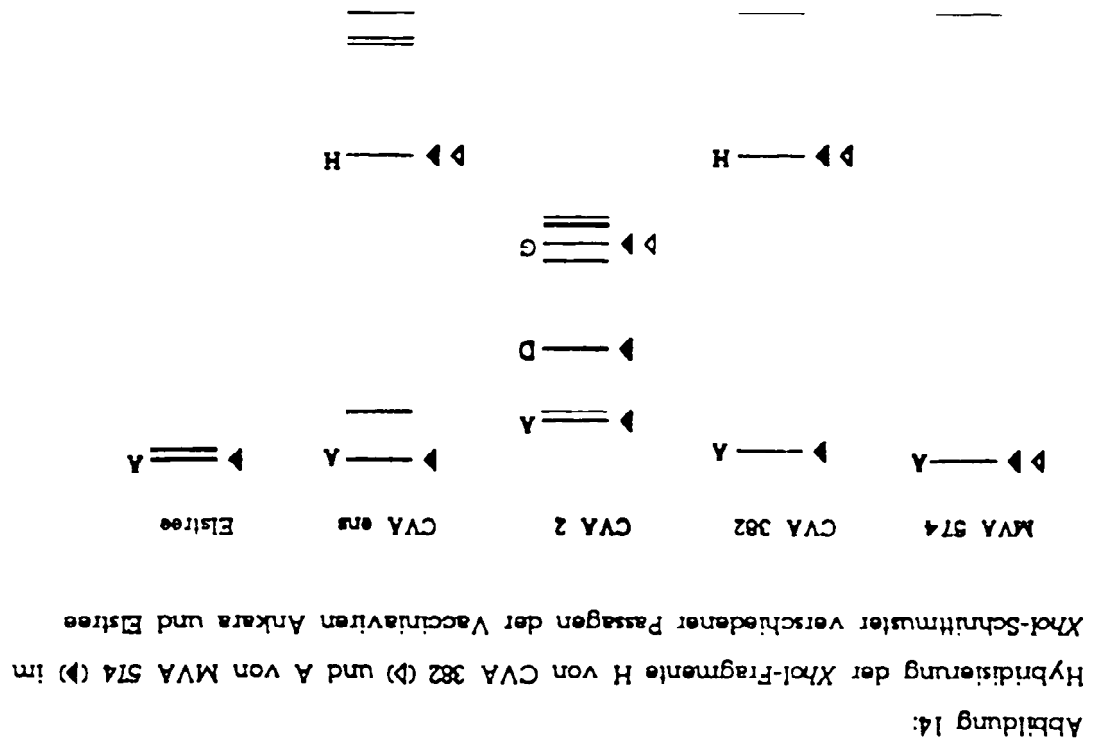 Abbildung 14:
Hybridisierung der XhoI-Fragmente H von CVA 382 (▷) und A von MVA 574 (▶) im
XhoI-Schnittmuster verschiedener Passagen der Vacciniaviren Ankara und Elstree
MVA 574 CVA 382 CVA 2 CVA ens Elstree
▷▶ A
▶ A
▶ A
▶ A
▶ A
▶ D
▷▶ G
▷▶ H
▷▶ H